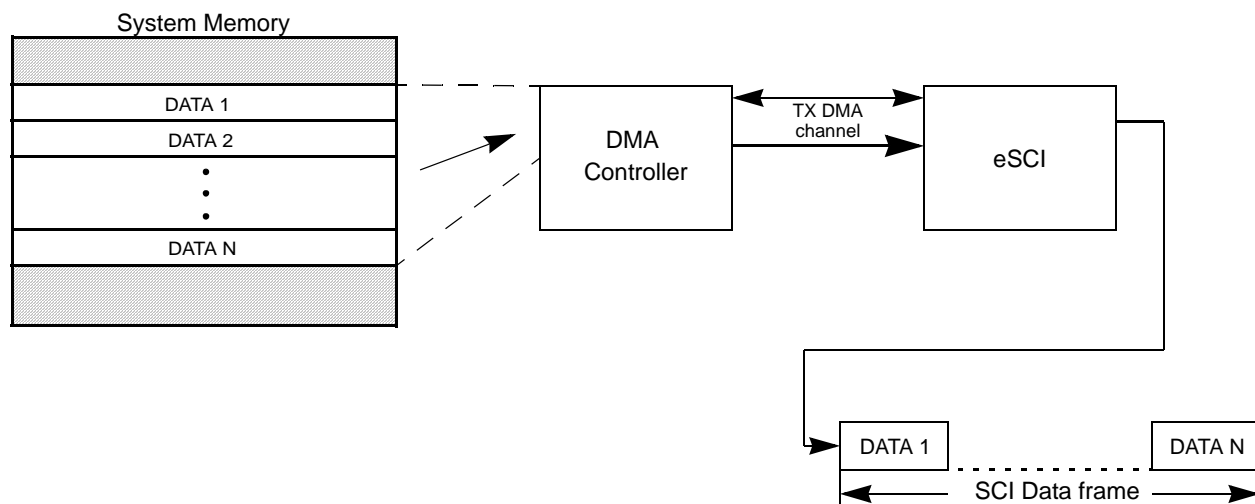 System Memory
DATA 1
DATA 2
DATA N
DMA
Controller
TX DMA
channel
eSCI
DATA 1
DATA N
SCI Data frame